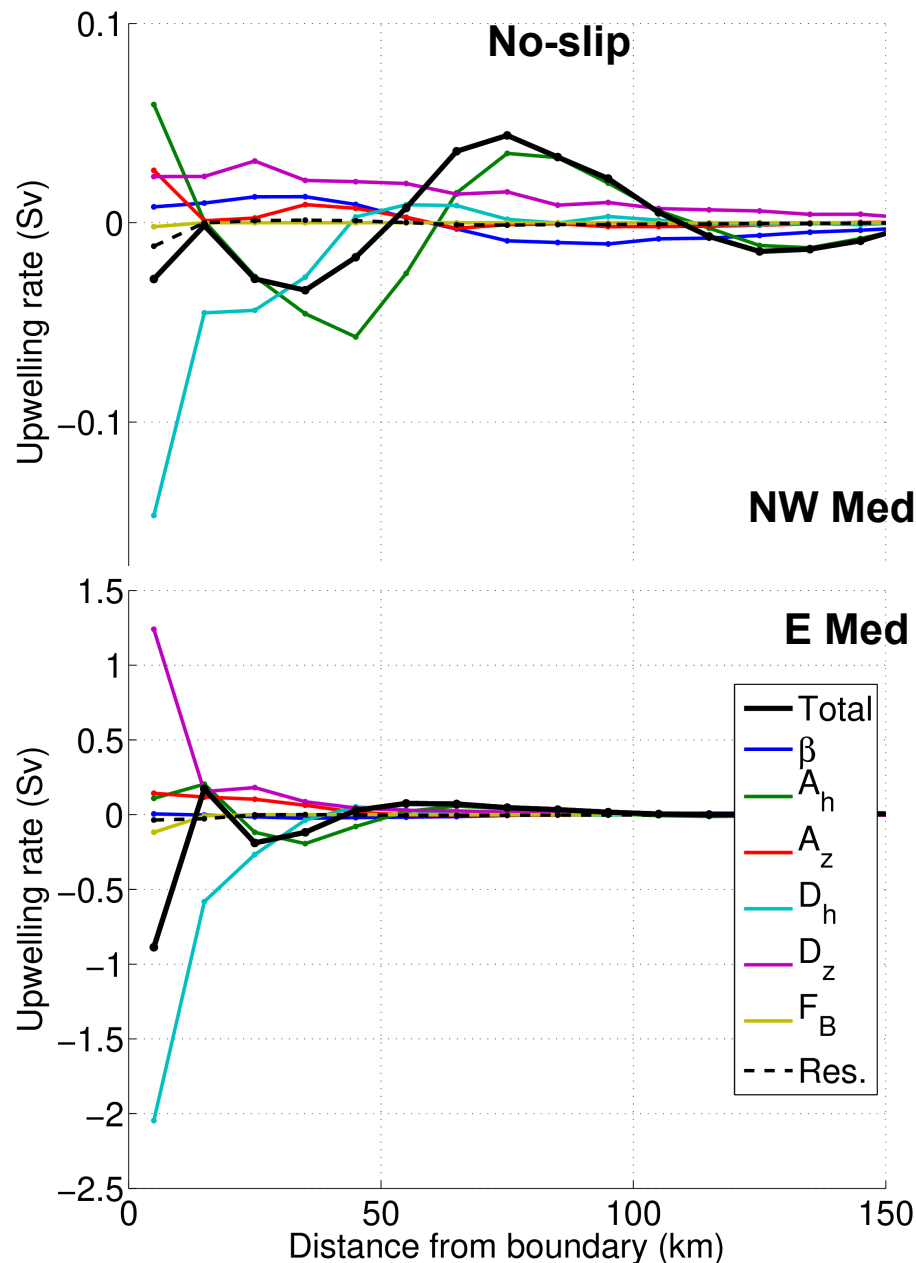 No-slip
0.1
0
−0.1
Upwelling rate (Sv)
NW Med
E Med
1.5
1
0.5
0
−0.5
−1
−1.5
−2
−2.5
Upwelling rate (Sv)
Total
β
A_h
A_z
D_h
D_z
F_B
Res.
0 50 100 150
Distance from boundary (km)